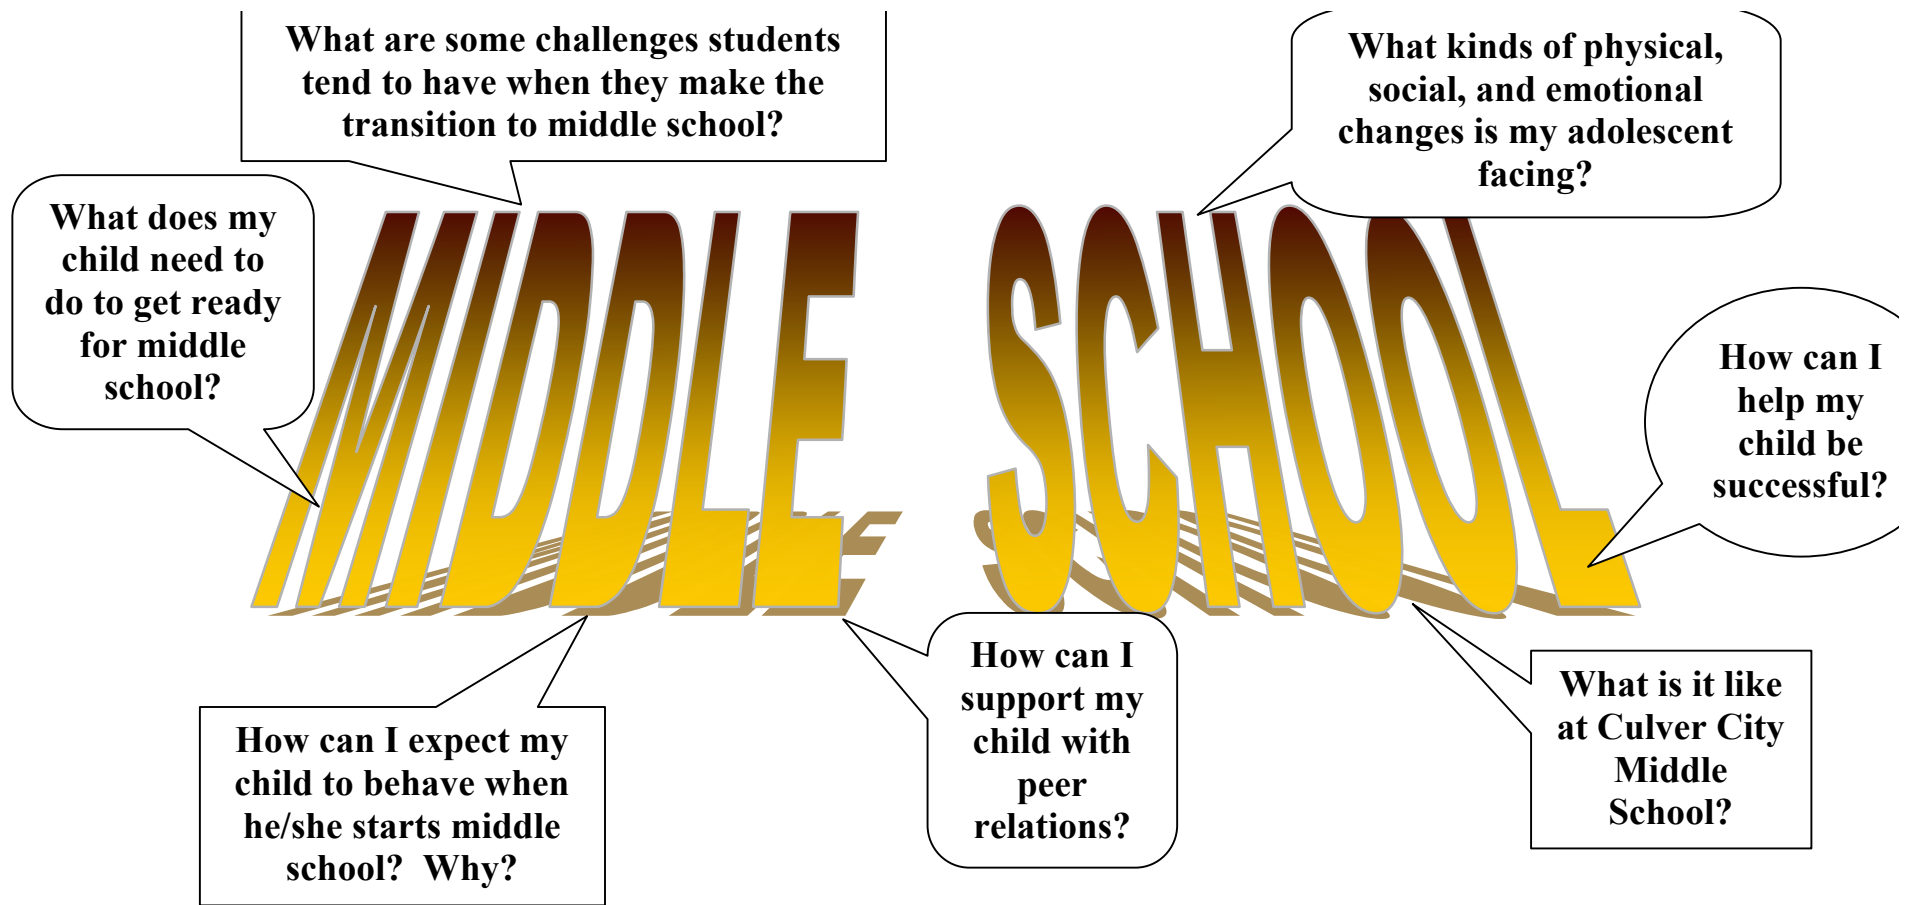 What are some challenges students
tend to have when they make the
transition to middle school?
What kinds of physical,
social, and emotional
changes is my adolescent
facing?
What does my
child need to
do to get ready
for middle
school?
MIDDLE SCHOOL
How can I
help my
child be
successful?
How can I expect my
child to behave when
he/she starts middle
school?  Why?
How can I
support my
child with
peer
relations?
What is it like
at Culver City
Middle
School?